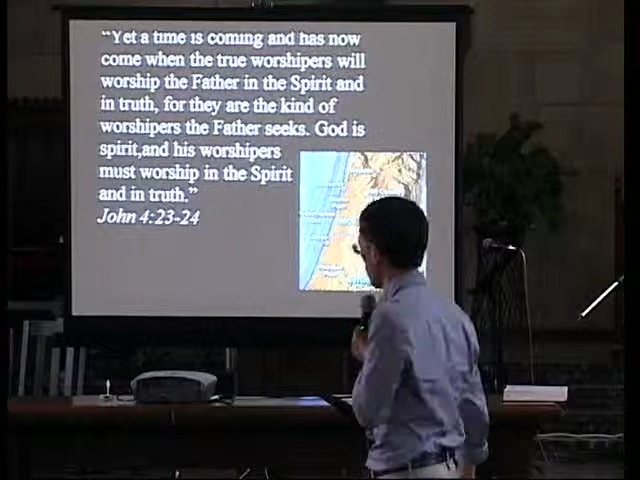 “Yet a time is coming and has now
come when the true worshipers will
worship the Father in the Spirit and
in truth, for they are the kind of
worshipers the Father seeks. God is
spirit,and his worshipers
must worship in the Spirit
and in truth.”
John 4:23-24